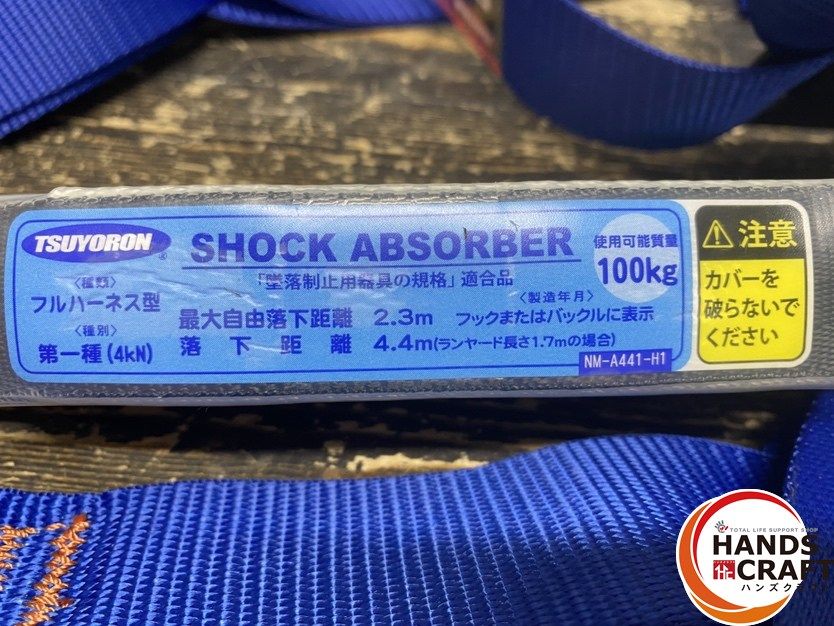 TSUYORON ®
SHOCK ABSORBER
使用可能質量
100kg
「墜落制止用器具の規格」適合品
〈種類〉
フルハーネス型
〈種別〉
第一種(4kN)
〈製造年月〉
最大自由落下距離 2.3m フックまたはバックルに表示
落下距離 4.4m(ランヤード長さ1.7mの場合)
NM-A441-H1
注意
カバーを
破らないで
ください
TOTAL LIFE SUPPORT SHOP
HANDS
CRAFT
ハンズクラフト